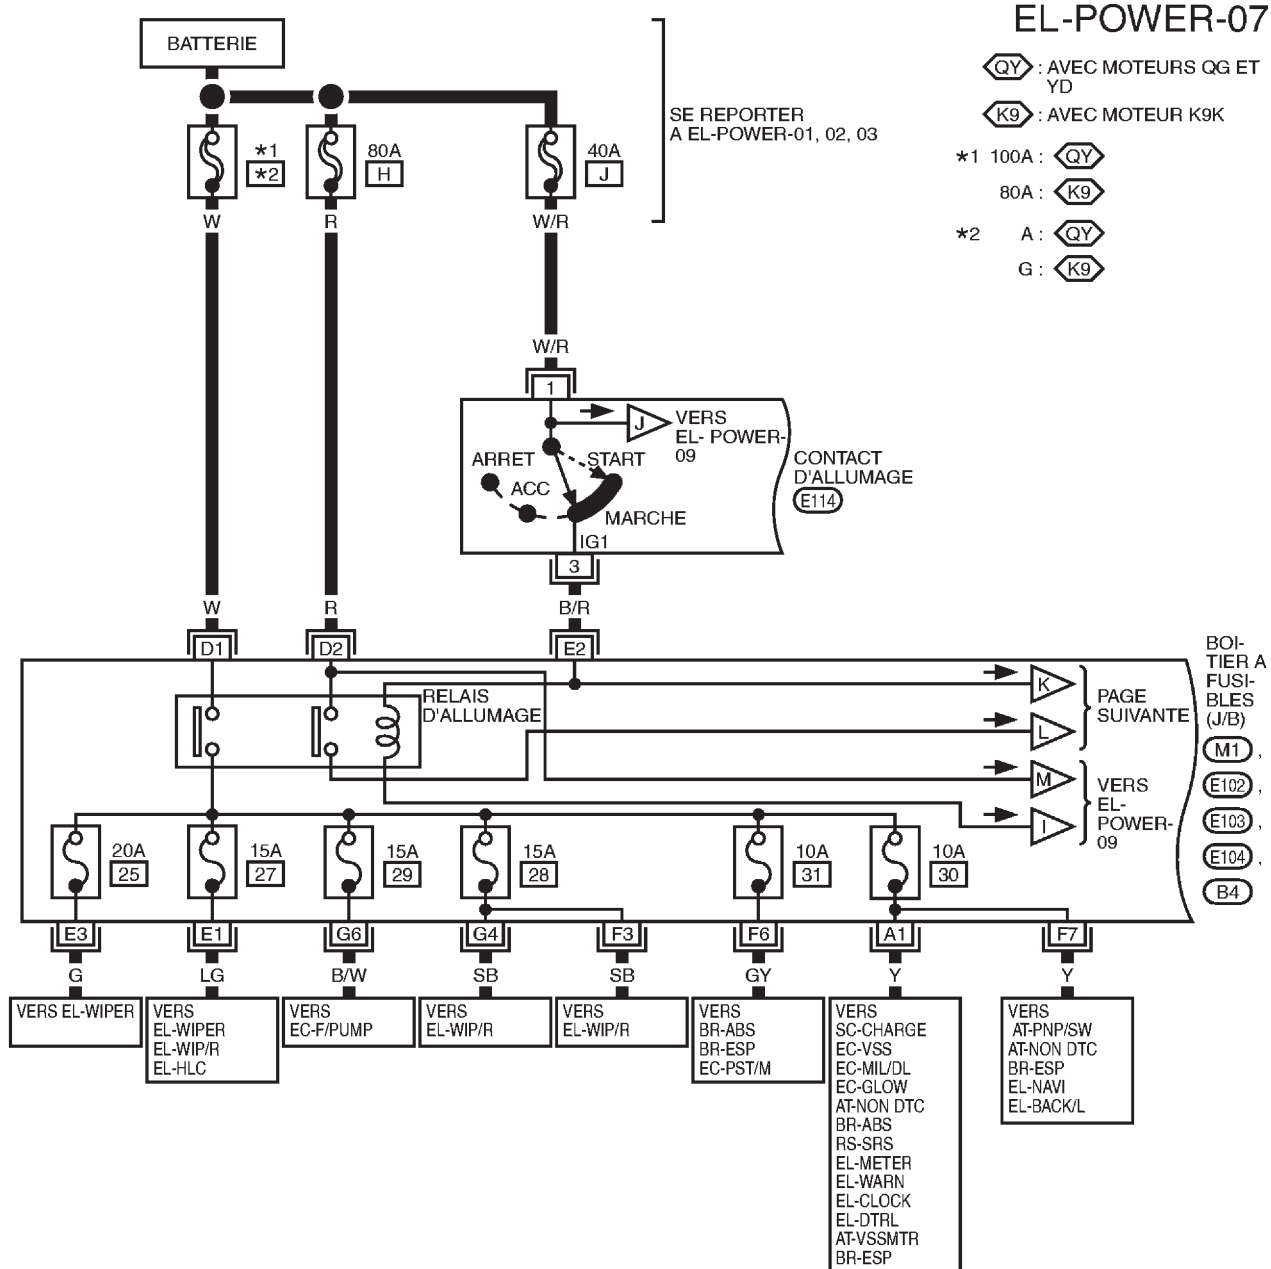 EL-POWER-07
BATTERIE
QY : AVEC MOTEURS QG ET
YD
K9 : AVEC MOTEUR K9K
SE REPORTER
A EL-POWER-01, 02, 03
*1 100A : QY
80A : K9
*2 A : QY
G : K9
*1
*2
80A
H
40A
J
W
R
W/R
W/R
1
J
VERS
EL- POWER-
09
ARRET
START
ACC
MARCHE
IG1
CONTACT
D'ALLUMAGE
E114
3
W
R
B/R
D1
D2
E2
RELAIS
D'ALLUMAGE
K
L
PAGE
SUIVANTE
M
I
VERS
EL-
POWER-
09
BOI-
TIER A
FUSI-
BLES
(J/B)
M1 ,
E102 ,
E103 ,
E104 ,
B4
20A
25
15A
27
15A
29
15A
28
10A
31
10A
30
E3
E1
G6
G4
F3
F6
A1
F7
G
LG
B/W
SB
SB
GY
Y
Y
VERS EL-WIPER
VERS
EL-WIPER
EL-WIP/R
EL-HLC
VERS
EC-F/PUMP
VERS
EL-WIP/R
VERS
EL-WIP/R
VERS
BR-ABS
BR-ESP
EC-PST/M
VERS
SC-CHARGE
EC-VSS
EC-MIL/DL
EC-GLOW
AT-NON DTC
BR-ABS
RS-SRS
EL-METER
EL-WARN
EL-CLOCK
EL-DTRL
AT-VSSMTR
BR-ESP
VERS
AT-PNP/SW
AT-NON DTC
BR-ESP
EL-NAVI
EL-BACK/L